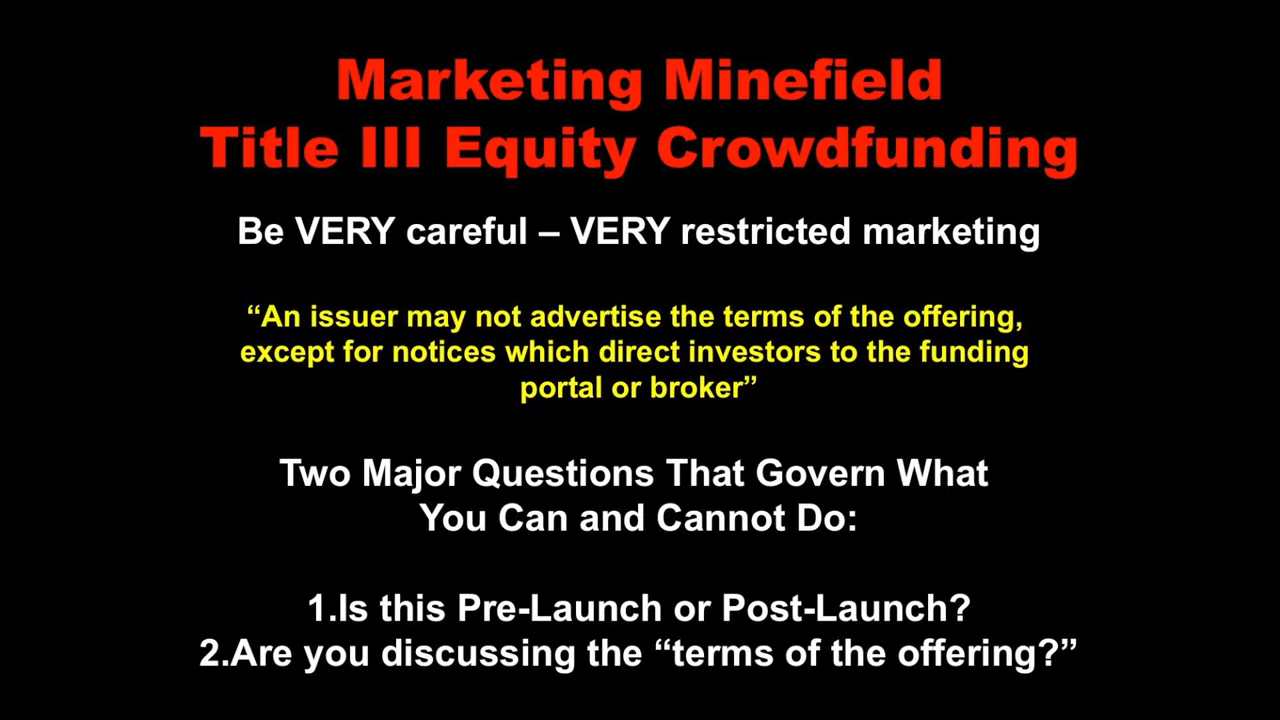 Marketing Minefield
Title III Equity Crowdfunding
Be VERY careful – VERY restricted marketing
“An issuer may not advertise the terms of the offering,
except for notices which direct investors to the funding
portal or broker”
Two Major Questions That Govern What
You Can and Cannot Do:
1.Is this Pre-Launch or Post-Launch?
2.Are you discussing the “terms of the offering?”